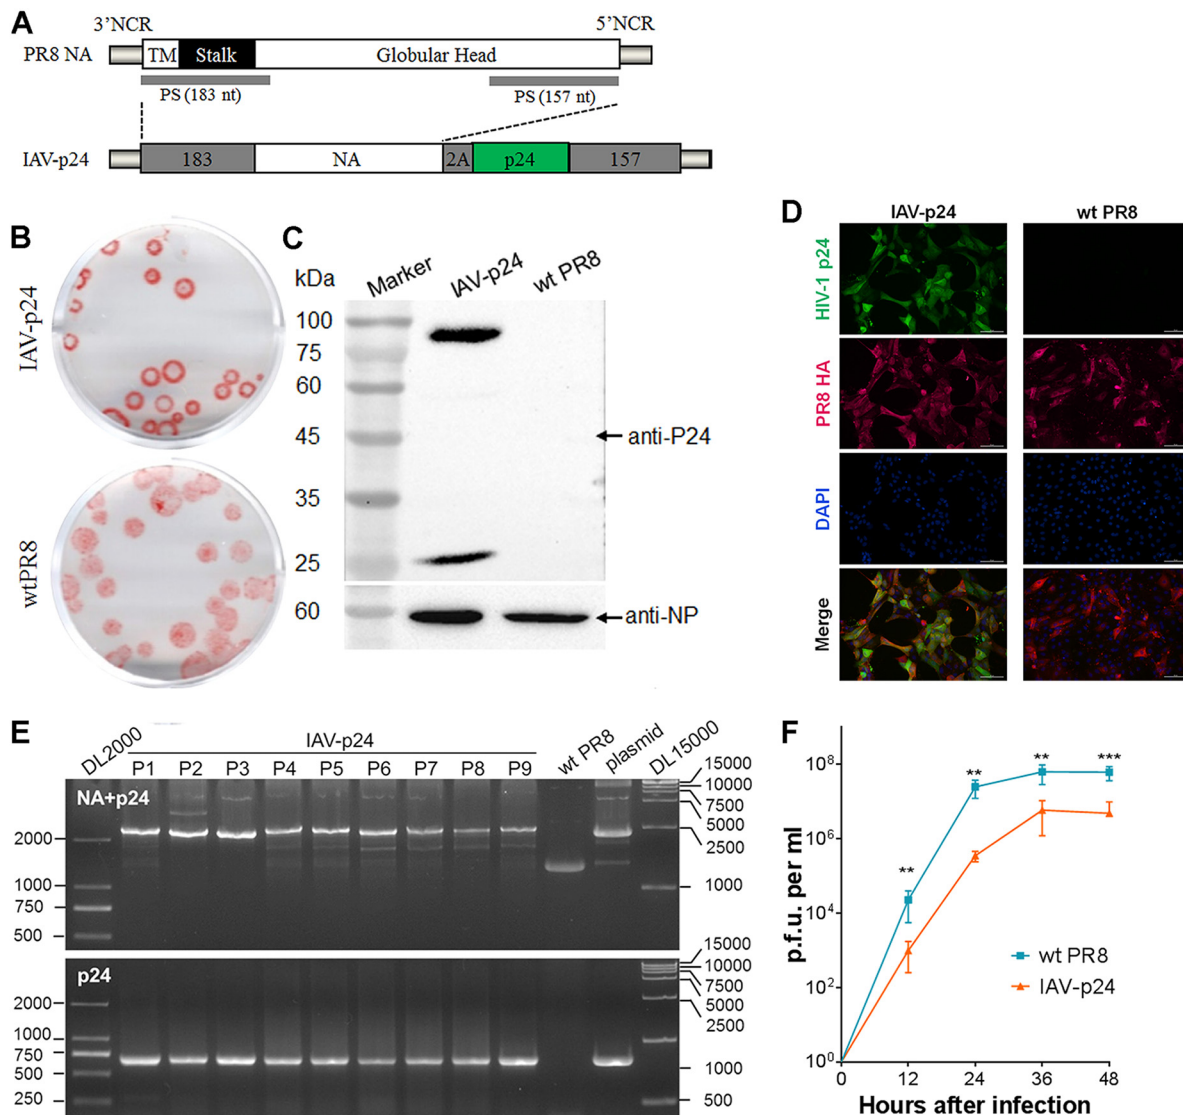 A
3'NCR
5'NCR
PR8 NA
TM
Stalk
Globular Head
PS (183 nt)
PS (157 nt)
IAV-p24
183
NA
2A
p24
157
B
IAV-p24
wtPR8
C
kDa
Marker
IAV-p24
wt PR8
100
75
60
45
35
25
60
anti-P24
anti-NP
D
IAV-p24
wt PR8
HIV-1 p24
PR8 HA
DAPI
Merge
E
DL2000
IAV-p24
P1 P2 P3 P4 P5 P6 P7 P8 P9
wt PR8
plasmid
DL15000
NA+p24
2000
1000
750
500
15000
10000
7500
5000
2500
1000
p24
2000
1000
750
500
250
15000
10000
7500
5000
2500
1000
500
F
p.f.u. per ml
10⁸
10⁶
10⁴
10²
10⁰
**
**
**
***
wt PR8
IAV-p24
0 12 24 36 48
Hours after infection